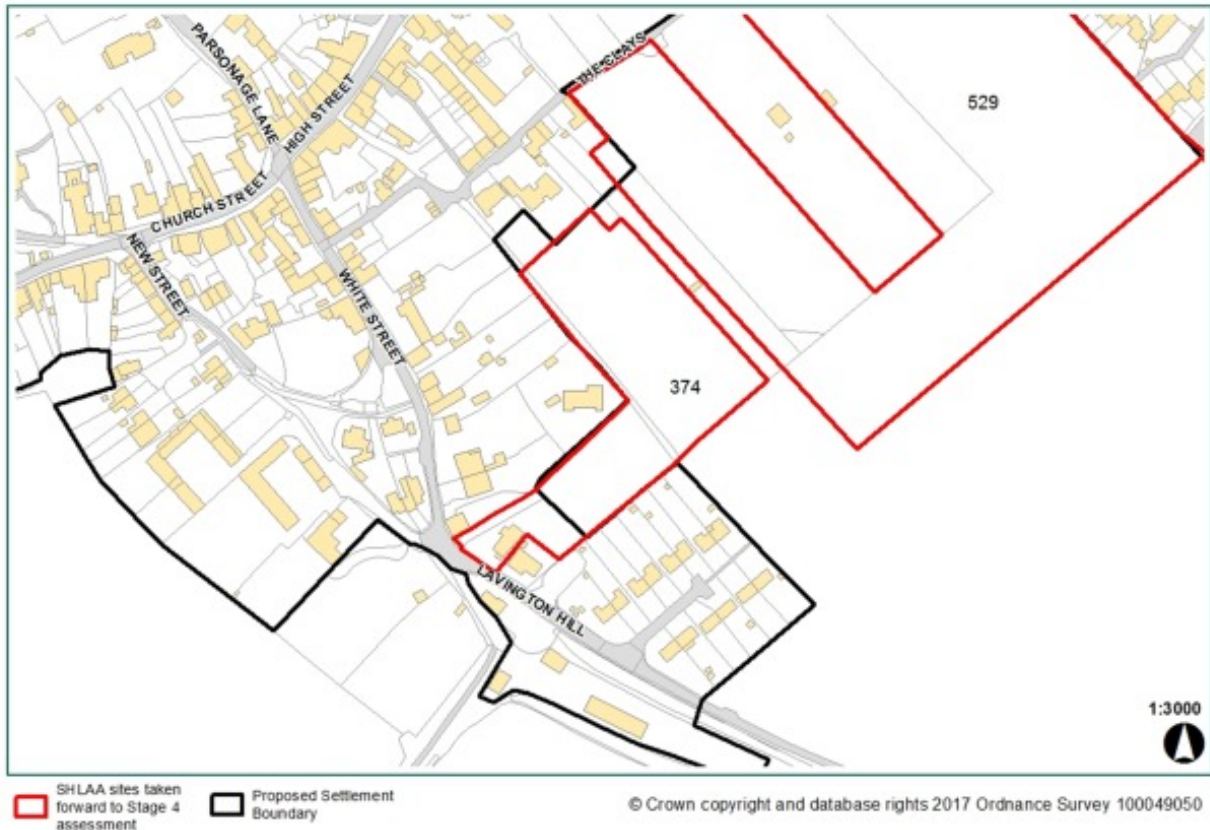 PARSONAGE LANE
HIGH STREET
THE CLAYS
529
CHURCH STREET
NEW STREET
WHITE STREET
374
LAVINGTON HILL
1:3000
SHLAA sites taken
forward to Stage 4
assessment
Proposed Settlement
Boundary
© Crown copyright and database rights 2017 Ordnance Survey 100049050